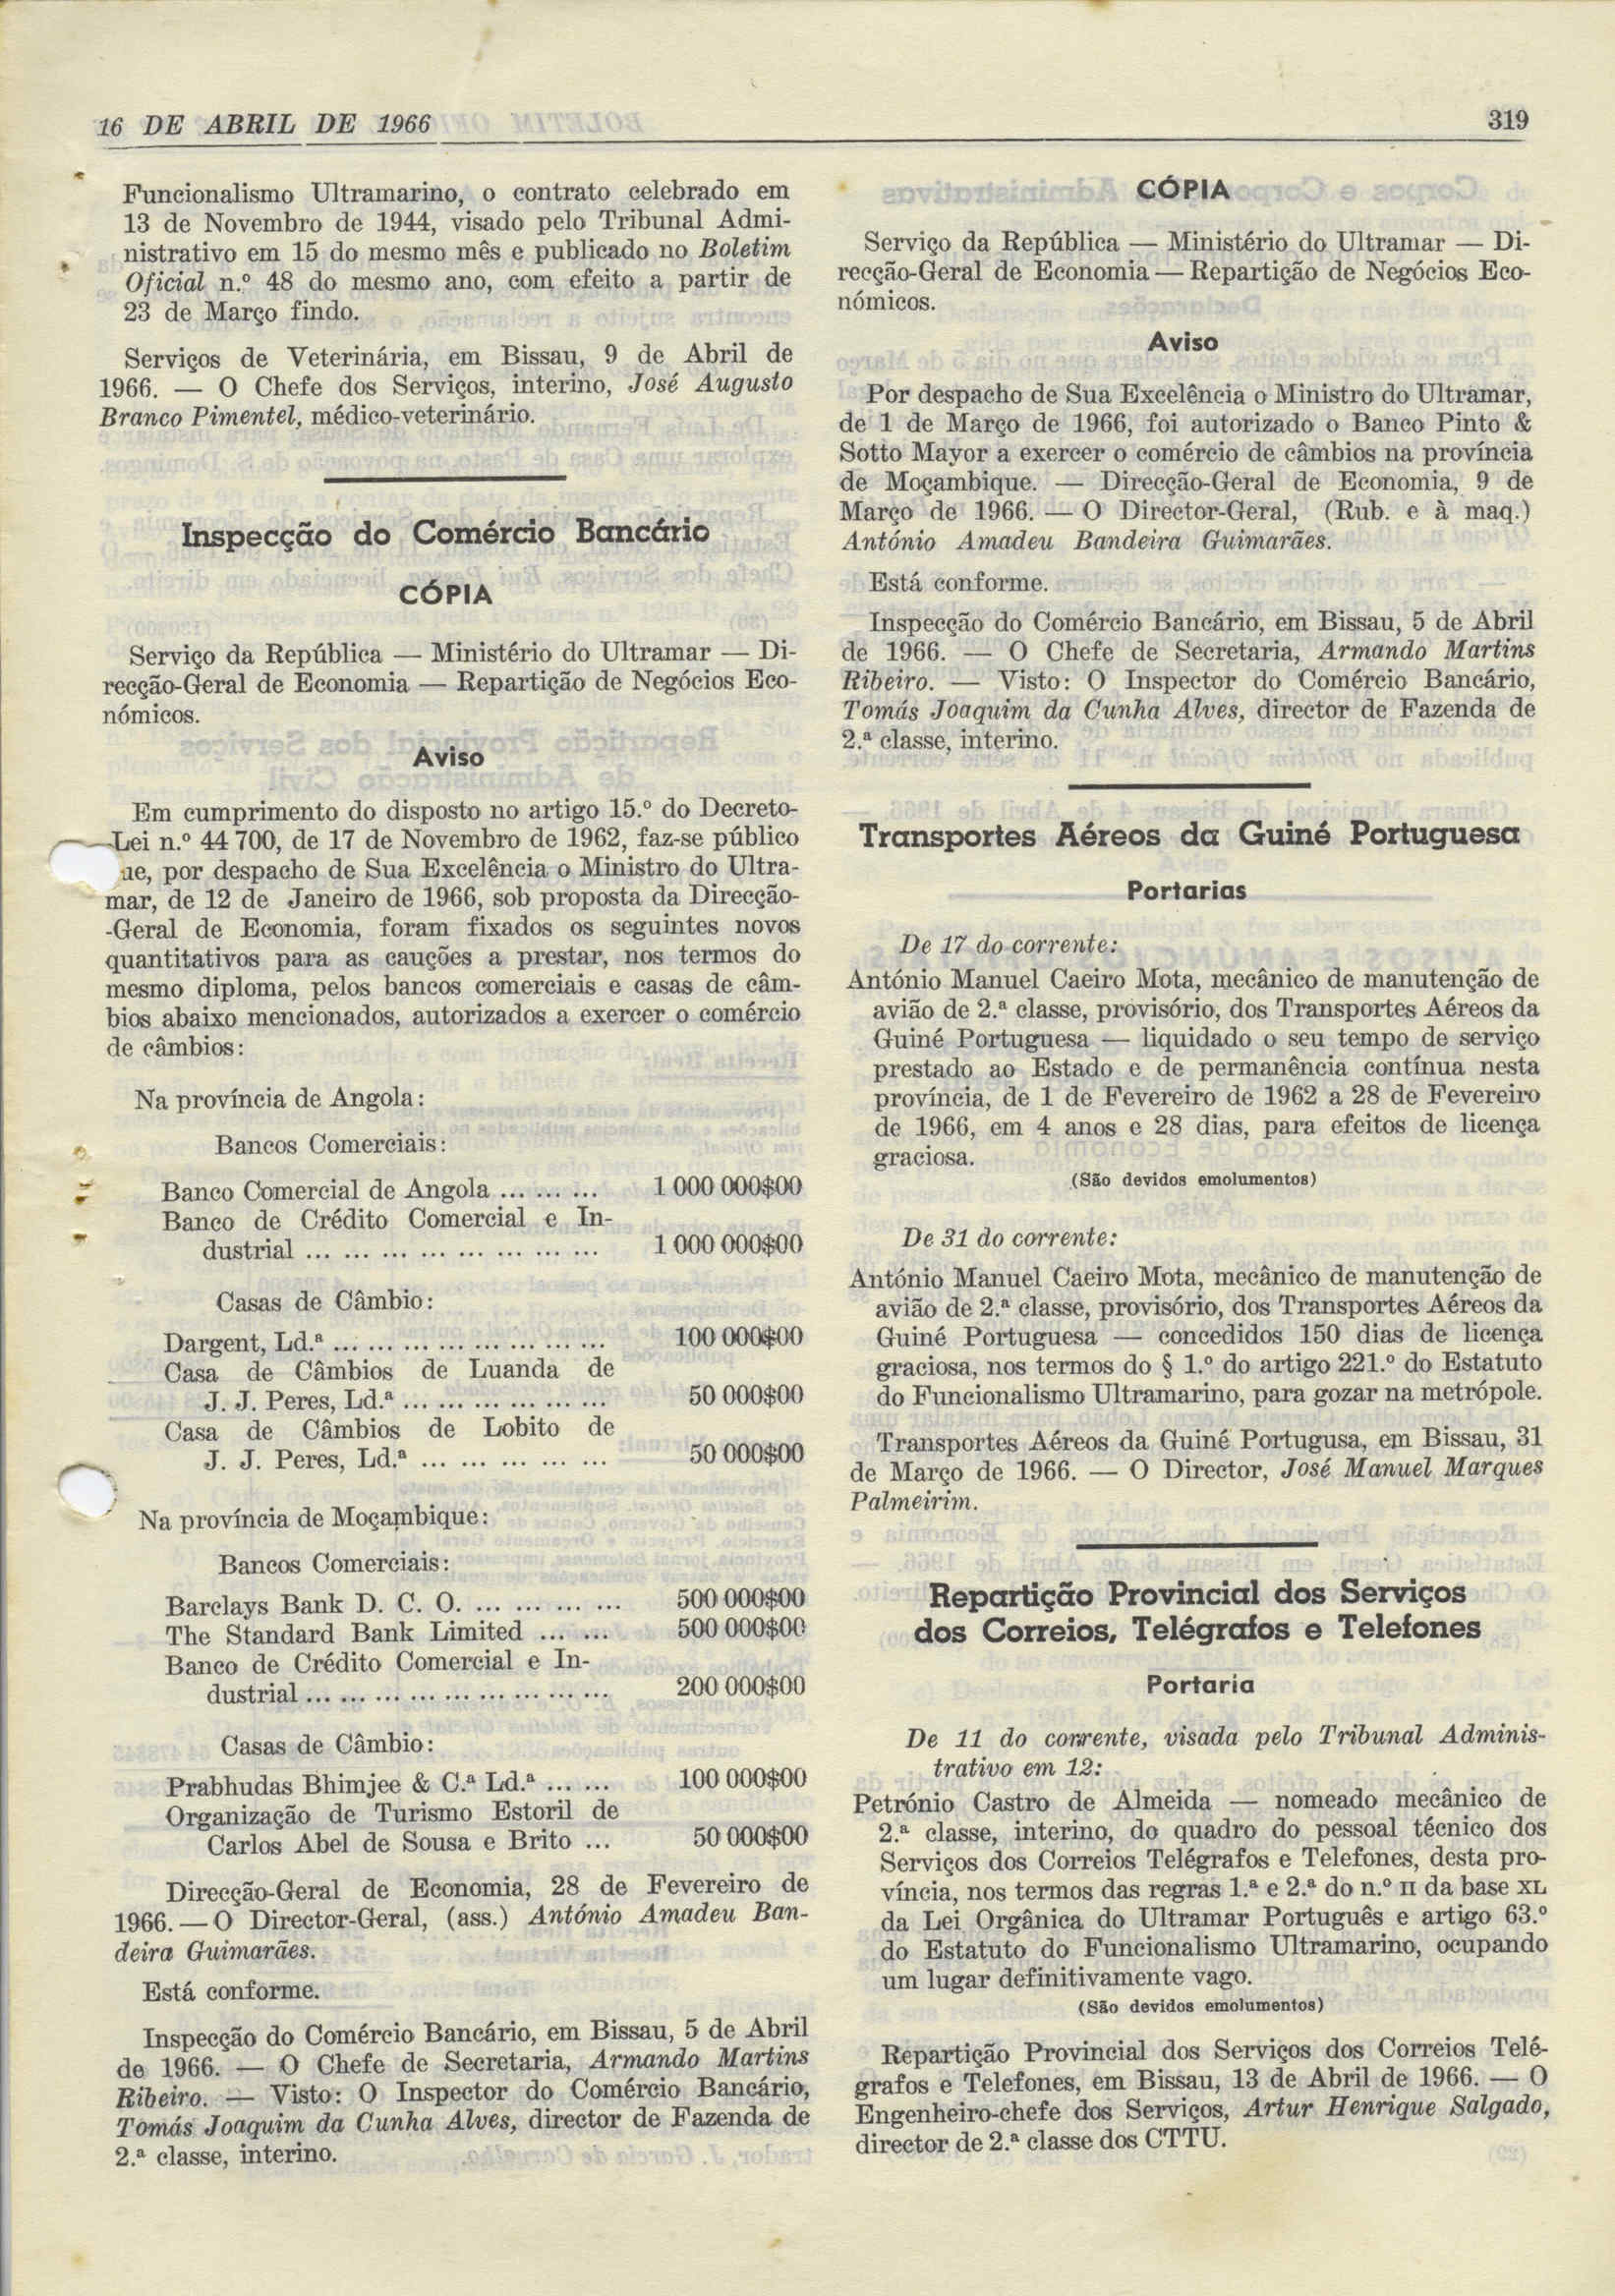 16 DE ABRIL DE 1966
319
Funcionalismo Ultramarino, o contrato celebrado em
13 de Novembro de 1944, visado pelo Tribunal Admi-
nistrativo em 15 do mesmo mês e publicado no Boletim
Oficial n.º 48 do mesmo ano, com efeito a partir de
23 de Março findo.
Serviços de Veterinária, em Bissau, 9 de Abril de
1966. — O Chefe dos Serviços, interino, José Augusto
Branco Pimentel, médico-veterinário.
Inspecção do Comércio Bancário
CÓPIA
Serviço da República — Ministério do Ultramar — Di-
recção-Geral de Economia — Repartição de Negócios Eco-
nómicos.
Aviso
Em cumprimento do disposto no artigo 15.º do Decreto-
-Lei n.º 44 700, de 17 de Novembro de 1962, faz-se público
ue, por despacho de Sua Excelência o Ministro do Ultra-
mar, de 12 de Janeiro de 1966, sob proposta da Direcção-
-Geral de Economia, foram fixados os seguintes novos
quantitativos para as cauções a prestar, nos termos do
mesmo diploma, pelos bancos comerciais e casas de câm-
bios abaixo mencionados, autorizados a exercer o comércio
de câmbios:
Na província de Angola:
Bancos Comerciais:
Banco Comercial de Angola ... ... ... 1 000 000$00
Banco de Crédito Comercial e In-
dustrial ... ... ... ... ... ... ... ... 1 000 000$00
Casas de Câmbio:
Dargent, Ld.ª ... ... ... ... ... ... ... ... 100 000$00
Casa de Câmbios de Luanda de
J. J. Peres, Ld.ª ... ... ... ... ... ... 50 000$00
Casa de Câmbios de Lobito de
J. J. Peres, Ld.ª ... ... ... ... ... 50 000$00
Na província de Moçambique:
Bancos Comerciais:
Barclays Bank D. C. O. ... ... ... ... 500 000$00
The Standard Bank Limited ... ... 500 000$00
Banco de Crédito Comercial e In-
dustrial ... ... ... ... ... ... ... ... ... 200 000$00
Casas de Câmbio:
Prabhudas Bhimjee & C.ª Ld.ª ... ... 100 000$00
Organização de Turismo Estoril de
Carlos Abel de Sousa e Brito ... 50 000$00
Direcção-Geral de Economia, 28 de Fevereiro de
1966. — O Director-Geral, (ass.) António Amadeu Ban-
deira Guimarães.
Está conforme.
Inspecção do Comércio Bancário, em Bissau, 5 de Abril
de 1966. — O Chefe de Secretaria, Armando Martins
Ribeiro. — Visto: O Inspector do Comércio Bancário,
Tomás Joaquim da Cunha Alves, director de Fazenda de
2.ª classe, interino.
CÓPIA
Serviço da República — Ministério do Ultramar — Di-
recção-Geral de Economia — Repartição de Negócios Eco-
nómicos.
Aviso
Por despacho de Sua Excelência o Ministro do Ultramar,
de 1 de Março de 1966, foi autorizado o Banco Pinto &
Sotto Mayor a exercer o comércio de câmbios na província
de Moçambique. — Direcção-Geral de Economia, 9 de
Março de 1966. — O Director-Geral, (Rub. e à maq.)
António Amadeu Bandeira Guimarães.
Está conforme.
Inspecção do Comércio Bancário, em Bissau, 5 de Abril
de 1966. — O Chefe de Secretaria, Armando Martins
Ribeiro. — Visto: O Inspector do Comércio Bancário,
Tomás Joaquim da Cunha Alves, director de Fazenda de
2.ª classe, interino.
Transportes Aéreos da Guiné Portuguesa
Portarias
De 17 do corrente:
António Manuel Caeiro Mota, mecânico de manutenção de
avião de 2.ª classe, provisório, dos Transportes Aéreos da
Guiné Portuguesa — liquidado o seu tempo de serviço
prestado ao Estado e de permanência contínua nesta
província, de 1 de Fevereiro de 1962 a 28 de Fevereiro
de 1966, em 4 anos e 28 dias, para efeitos de licença
graciosa.
(São devidos emolumentos)
De 31 do corrente:
António Manuel Caeiro Mota, mecânico de manutenção de
avião de 2.ª classe, provisório, dos Transportes Aéreos da
Guiné Portuguesa — concedidos 150 dias de licença
graciosa, nos termos do § 1.º do artigo 221.º do Estatuto
do Funcionalismo Ultramarino, para gozar na metrópole.
Transportes Aéreos da Guiné Portugusa, em Bissau, 31
de Março de 1966. — O Director, José Manuel Marques
Palmeirim.
Repartição Provincial dos Serviços
dos Correios, Telégrafos e Telefones
Portaria
De 11 do corrente, visada pelo Tribunal Adminis-
trativo em 12:
Petrónio Castro de Almeida — nomeado mecânico de
2.ª classe, interino, do quadro do pessoal técnico dos
Serviços dos Correios Telégrafos e Telefones, desta pro-
víncia, nos termos das regras 1.ª e 2.ª do n.º II da base XL
da Lei Orgânica do Ultramar Português e artigo 63.º
do Estatuto do Funcionalismo Ultramarino, ocupando
um lugar definitivamente vago.
(São devidos emolumentos)
Repartição Provincial dos Serviços dos Correios Telé-
grafos e Telefones, em Bissau, 13 de Abril de 1966. — O
Engenheiro-chefe dos Serviços, Artur Henrique Salgado,
director de 2.ª classe dos CTTU.